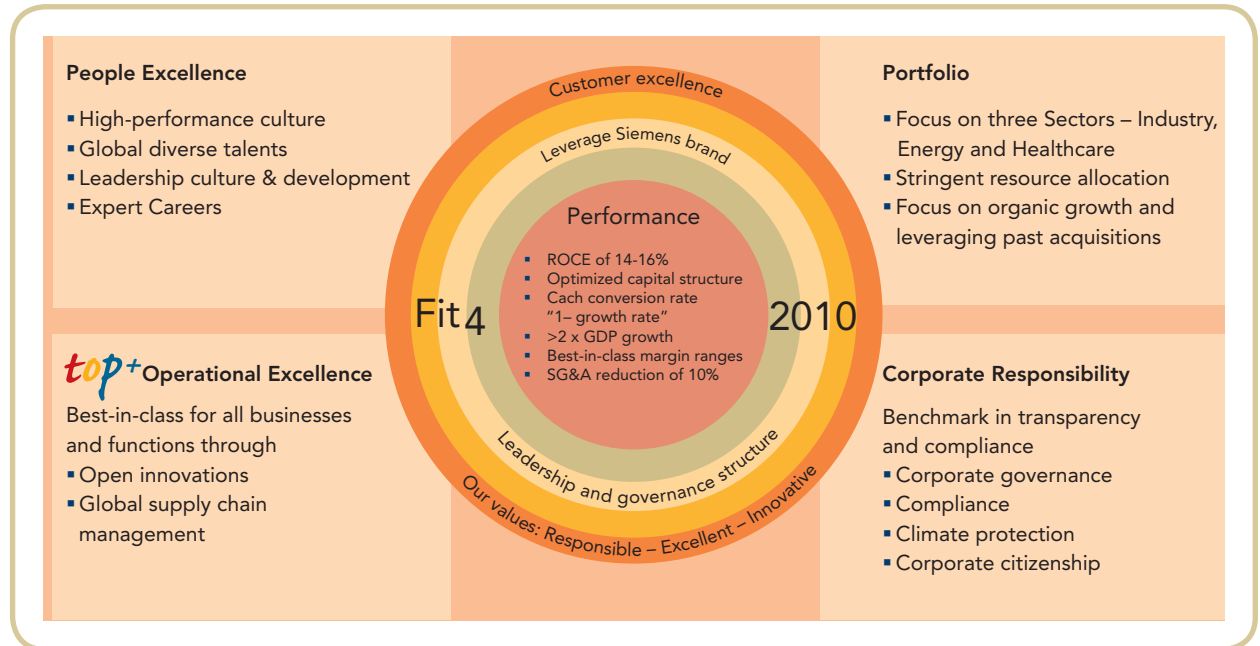 People Excellence
▪ High-performance culture
▪ Global diverse talents
▪ Leadership culture & development
▪ Expert Careers
Portfolio
▪ Focus on three Sectors – Industry,
Energy and Healthcare
▪ Stringent resource allocation
▪ Focus on organic growth and
leveraging past acquisitions
Customer excellence
Leverage Siemens brand
Performance
▪ ROCE of 14-16%
▪ Optimized capital structure
▪ Cach conversion rate
“1– growth rate”
▪ >2 x GDP growth
▪ Best-in-class margin ranges
▪ SG&A reduction of 10%
Fit 4 2010
Leadership and governance structure
Our values: Responsible – Excellent – Innovative
top+ Operational Excellence
Best-in-class for all businesses
and functions through
▪ Open innovations
▪ Global supply chain
management
Corporate Responsibility
Benchmark in transparency
and compliance
▪ Corporate governance
▪ Compliance
▪ Climate protection
▪ Corporate citizenship